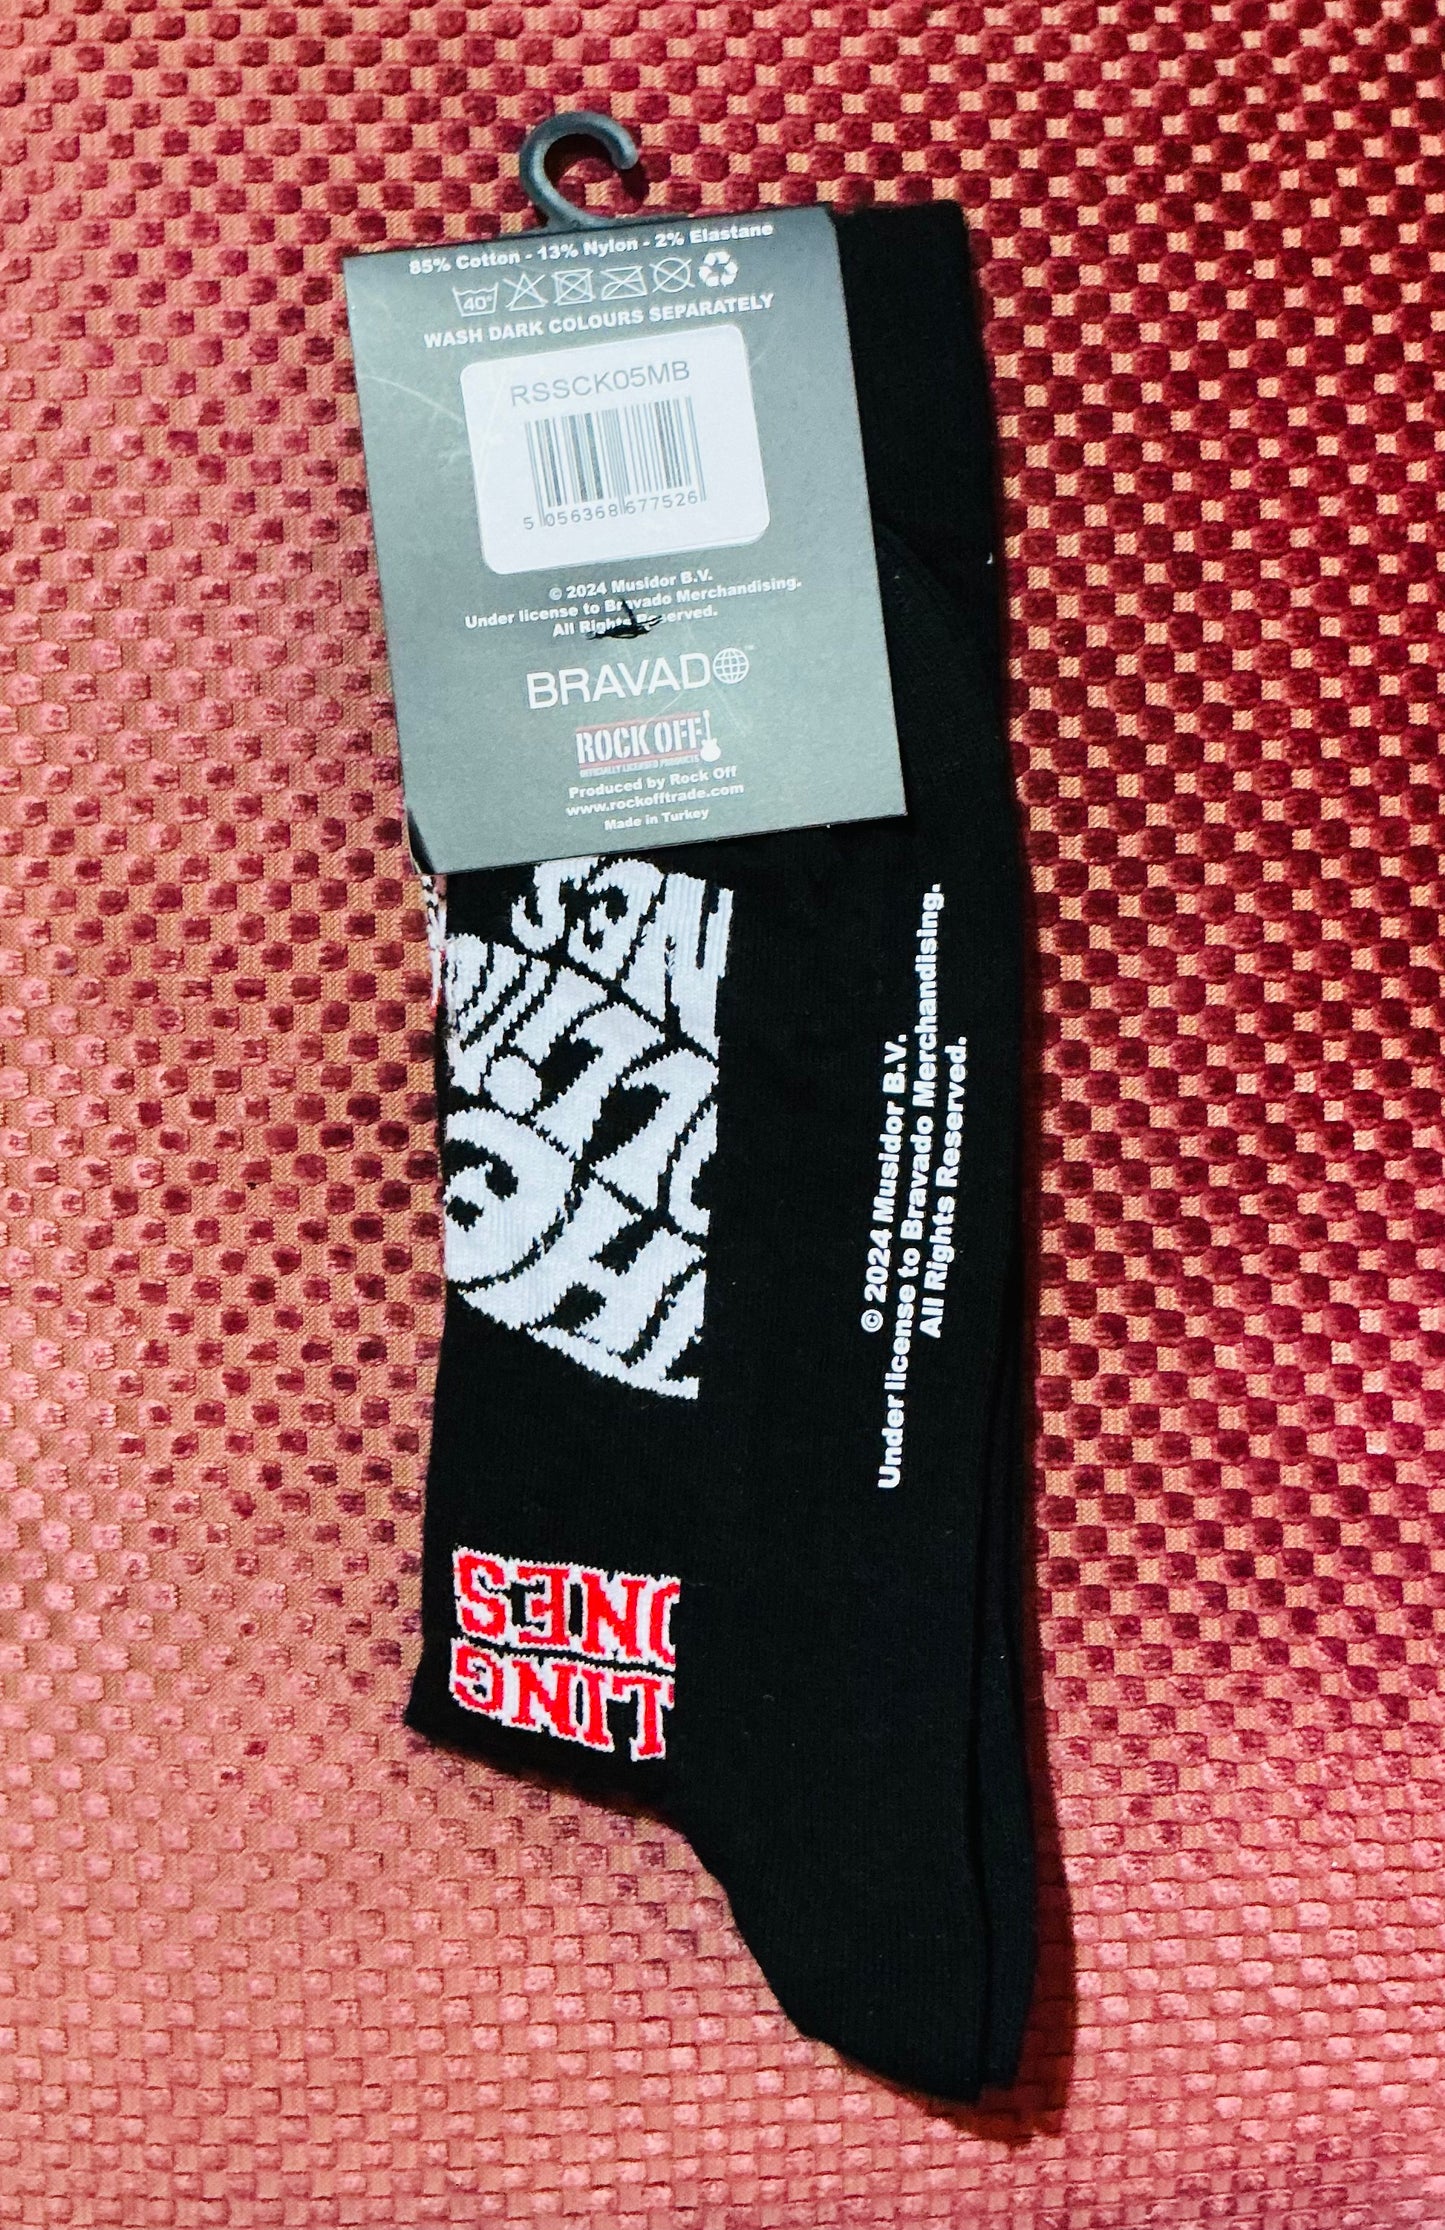 85% Cotton - 13% Nylon - 2% Elastane
40°
WASH DARK COLOURS SEPARATELY
RSSCK05MB
5 056368 677526
© 2024 Musidor B.V.
Under license to Bravado Merchandising.
All Rights Reserved.
BRAVADO
ROCK OFF
OFFICIALLY LICENSED PRODUCTS
Produced by Rock Off
www.rockofftrade.com
Made in Turkey
© 2024 Musidor B.V.
Under license to Bravado Merchandising.
All Rights Reserved.
LING
ONES